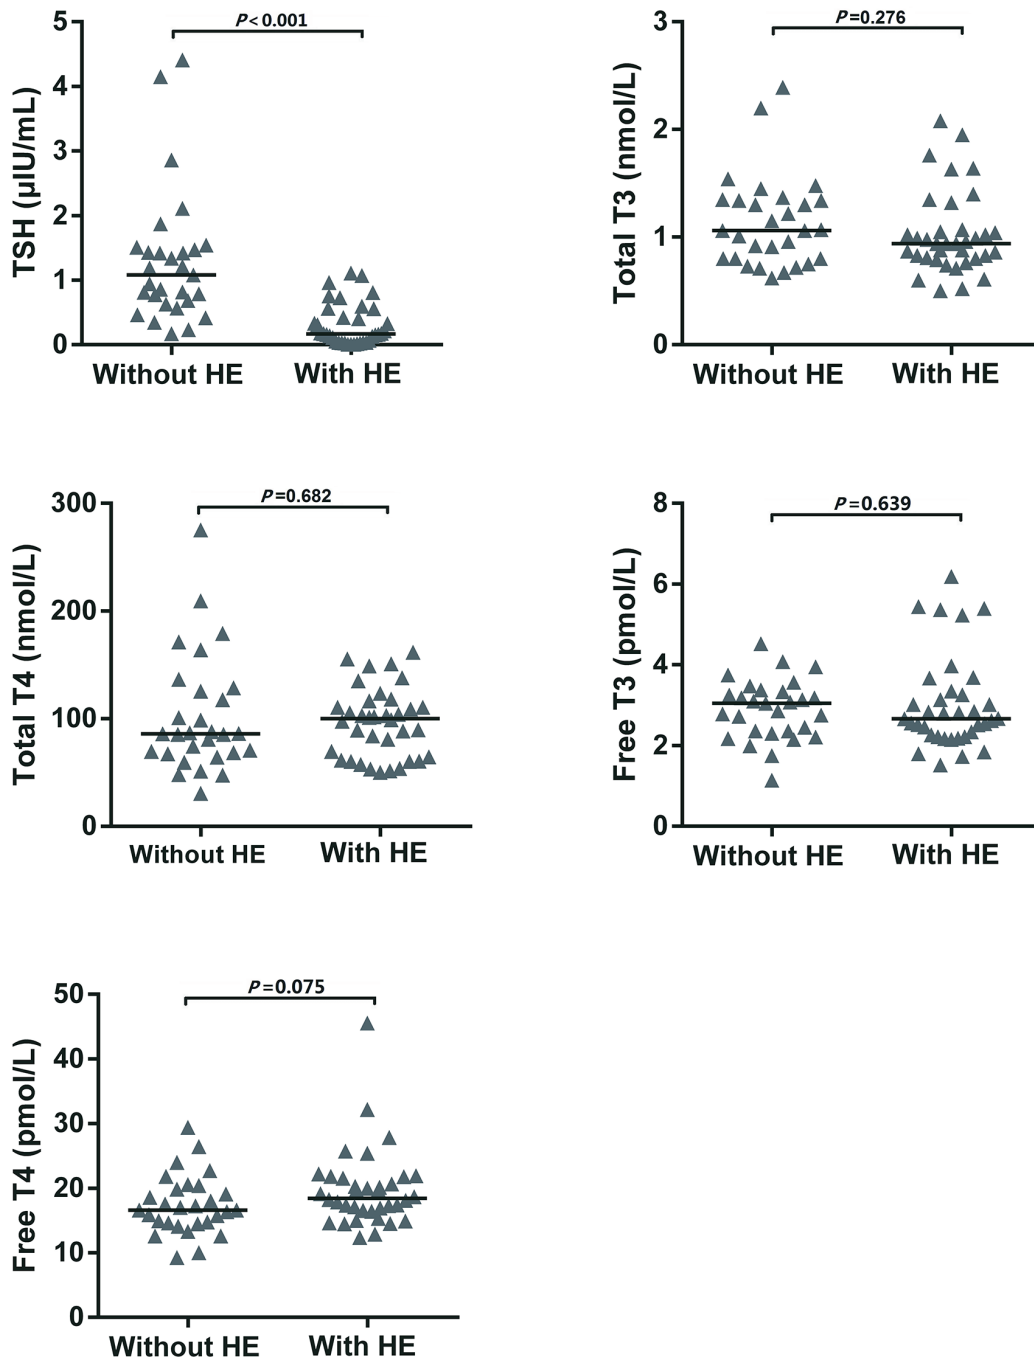 P< 0.001
TSH (µIU/mL)
5
4
3
2
1
0
Without HE
With HE
P=0.276
Total T3 (nmol/L)
3
2
1
0
Without HE
With HE
P=0.682
Total T4 (nmol/L)
300
200
100
0
Without HE
With HE
P=0.639
Free T3 (pmol/L)
8
6
4
2
0
Without HE
With HE
P=0.075
Free T4 (pmol/L)
50
40
30
20
10
0
Without HE
With HE